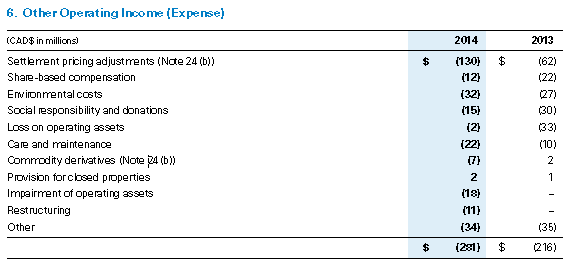 6. Other Operating Income (Expense)
(CAD$ in millions) 2014 2013
Settlement pricing adjustments (Note 24 (b)) $ (130) $ (62)
Share-based compensation (12) (22)
Environmental costs (32) (27)
Social responsibility and donations (15) (30)
Loss on operating assets (2) (33)
Care and maintenance (22) (10)
Commodity derivatives (Note 24 (b)) (7) 2
Provision for closed properties 2 1
Impairment of operating assets (18) –
Restructuring (11) –
Other (34) (35)
$ (281) $ (216)